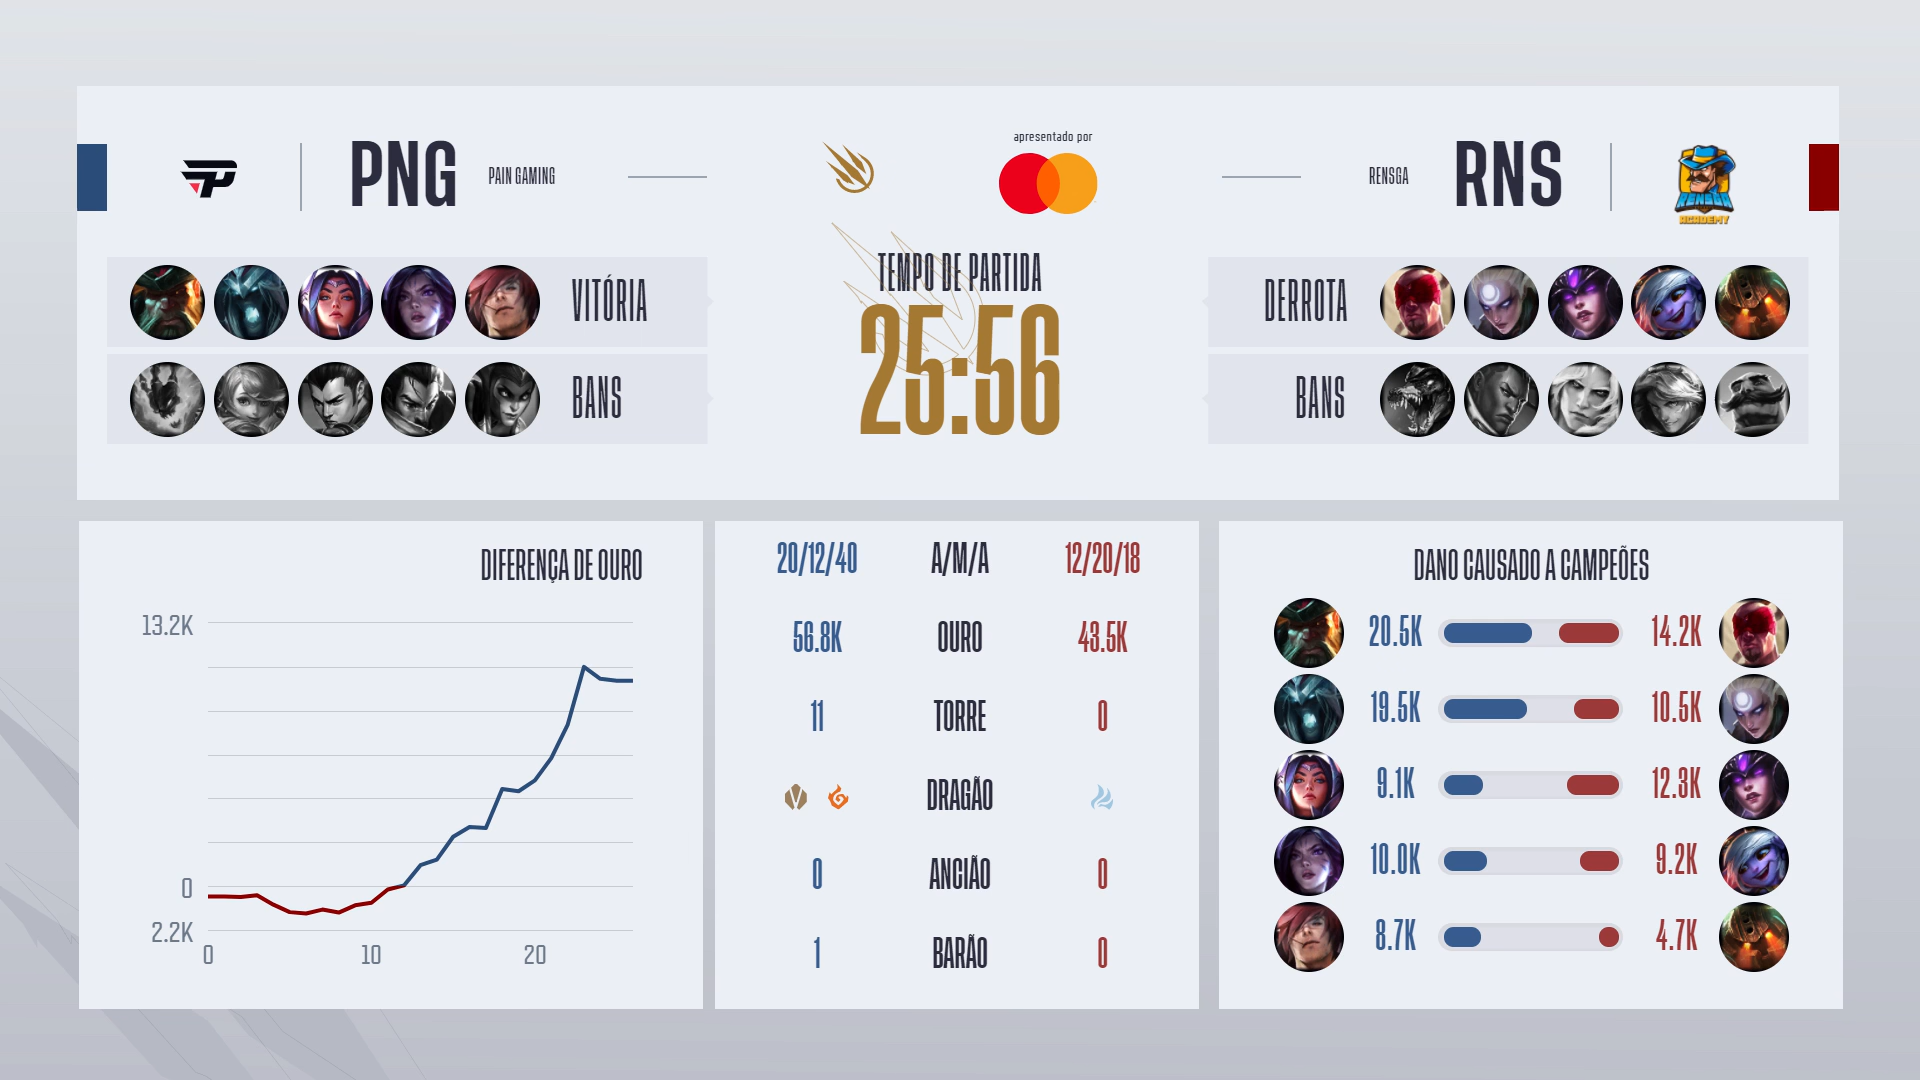 apresentado por
PNG
PAIN GAMING
RENSGA
RNS
RENSGA
ACADEMY
TEMPO DE PARTIDA
25:56
VITÓRIA
DERROTA
BANS
BANS
DIFERENÇA DE OURO
13.2K
0
2.2K
0
10
20
20/12/40 A/M/A 12/20/18
56.8K OURO 43.5K
11 TORRE 0
DRAGÃO
0 ANCIÃO 0
1 BARÃO 0
DANO CAUSADO A CAMPEÕES
20.5K 14.2K
19.5K 10.5K
9.1K 12.3K
10.0K 9.2K
8.7K 4.7K